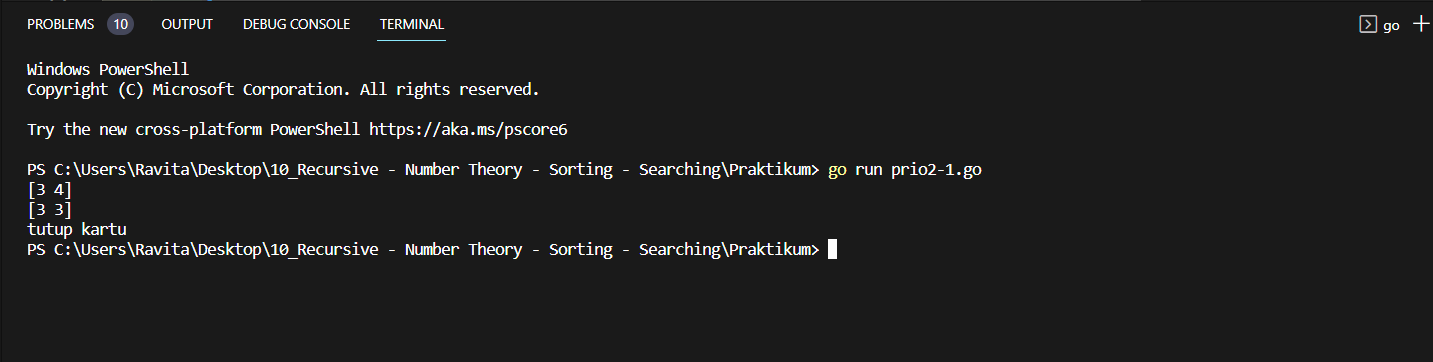 PROBLEMS 10 OUTPUT DEBUG CONSOLE TERMINAL go
Windows PowerShell
Copyright (C) Microsoft Corporation. All rights reserved.
Try the new cross-platform PowerShell https://aka.ms/pscore6
PS C:\Users\Ravita\Desktop\10_Recursive - Number Theory - Sorting - Searching\Praktikum> go run prio2-1.go
[3 4]
[3 3]
tutup kartu
PS C:\Users\Ravita\Desktop\10_Recursive - Number Theory - Sorting - Searching\Praktikum>